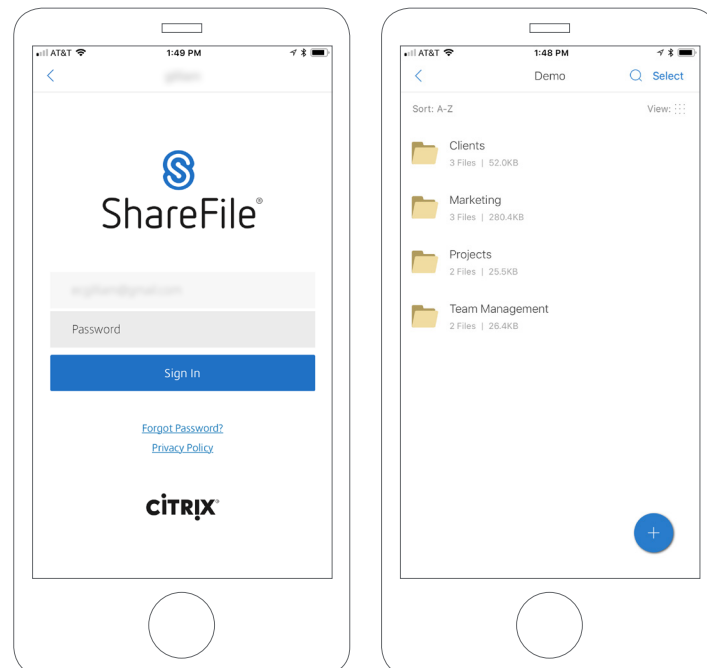 AT&T
1:49 PM
ShareFile®
Password
Sign In
Forgot Password?
Privacy Policy
CİTRIX®
AT&T
1:48 PM
Demo
Select
Sort: A-Z
View:
Clients
3 Files | 52.0KB
Marketing
3 Files | 280.4KB
Projects
2 Files | 25.5KB
Team Management
2 Files | 26.4KB